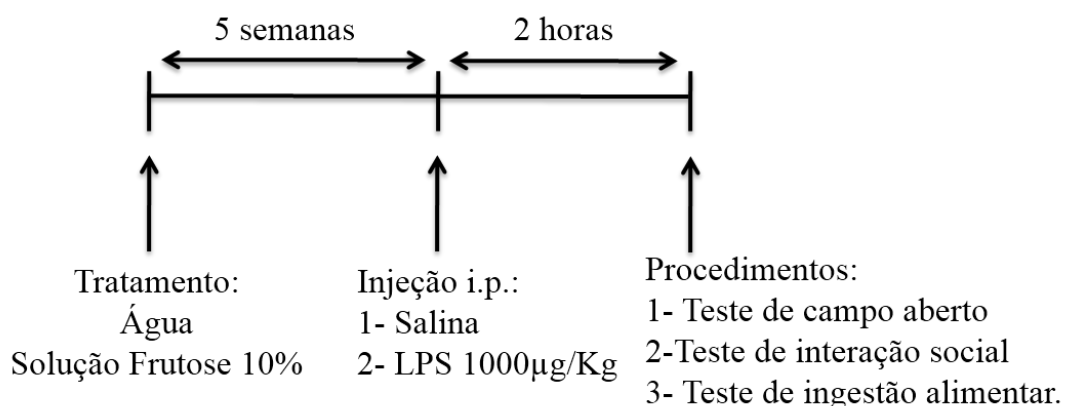 5 semanas
2 horas
Tratamento:
Água
Solução Frutose 10%
Injeção i.p.:
1- Salina
2- LPS 1000µg/Kg
Procedimentos:
1- Teste de campo aberto
2-Teste de interação social
3- Teste de ingestão alimentar.